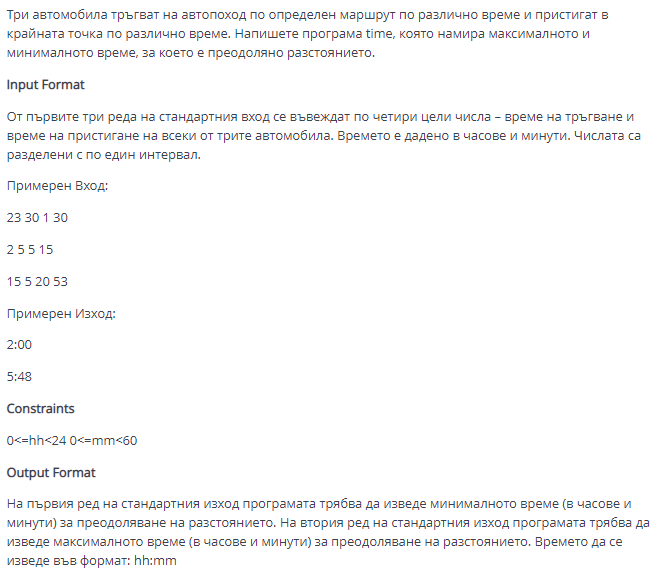 Три автомобила тръгват на автопоход по определен маршрут по различно време и пристигат в
крайната точка по различно време. Напишете програма time, която намира максималното и
минималното време, за което е преодоляно разстоянието.
Input Format
От първите три реда на стандартния вход се въвеждат по четири цели числа – време на тръгване и
време на пристигане на всеки от трите автомобила. Времето е дадено в часове и минути. Числата са
разделени с по един интервал.
Примерен Вход:
23 30 1 30
2 5 5 15
15 5 20 53
Примерен Изход:
2:00
5:48
Constraints
0<=hh<24 0<=mm<60
Output Format
На първия ред на стандартния изход програмата трябва да изведе минималното време (в часове и
минути) за преодоляване на разстоянието. На втория ред на стандартния изход програмата трябва да
изведе максималното време (в часове и минути) за преодоляване на разстоянието. Времето да се
изведе във формат: hh:mm